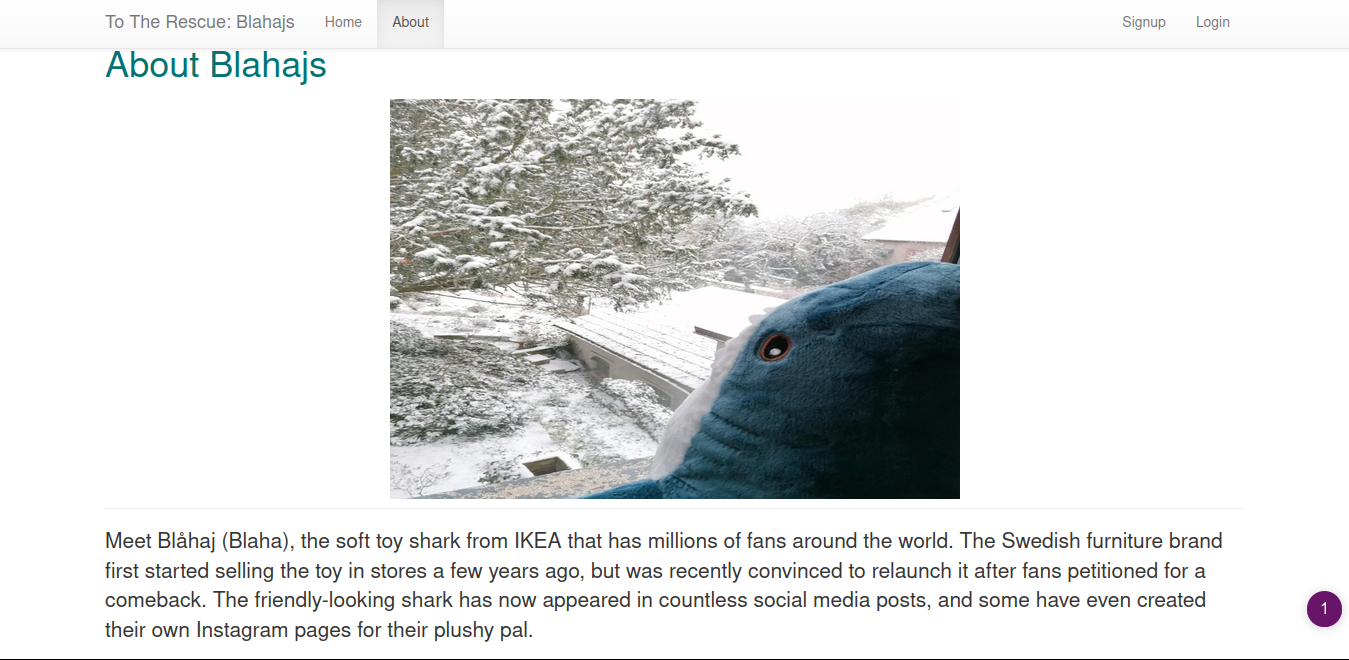 To The Rescue: Blahajs Home About Signup Login
About Blahajs
Meet Blåhaj (Blaha), the soft toy shark from IKEA that has millions of fans around the world. The Swedish furniture brand
first started selling the toy in stores a few years ago, but was recently convinced to relaunch it after fans petitioned for a
comeback. The friendly-looking shark has now appeared in countless social media posts, and some have even created
their own Instagram pages for their plushy pal.
1